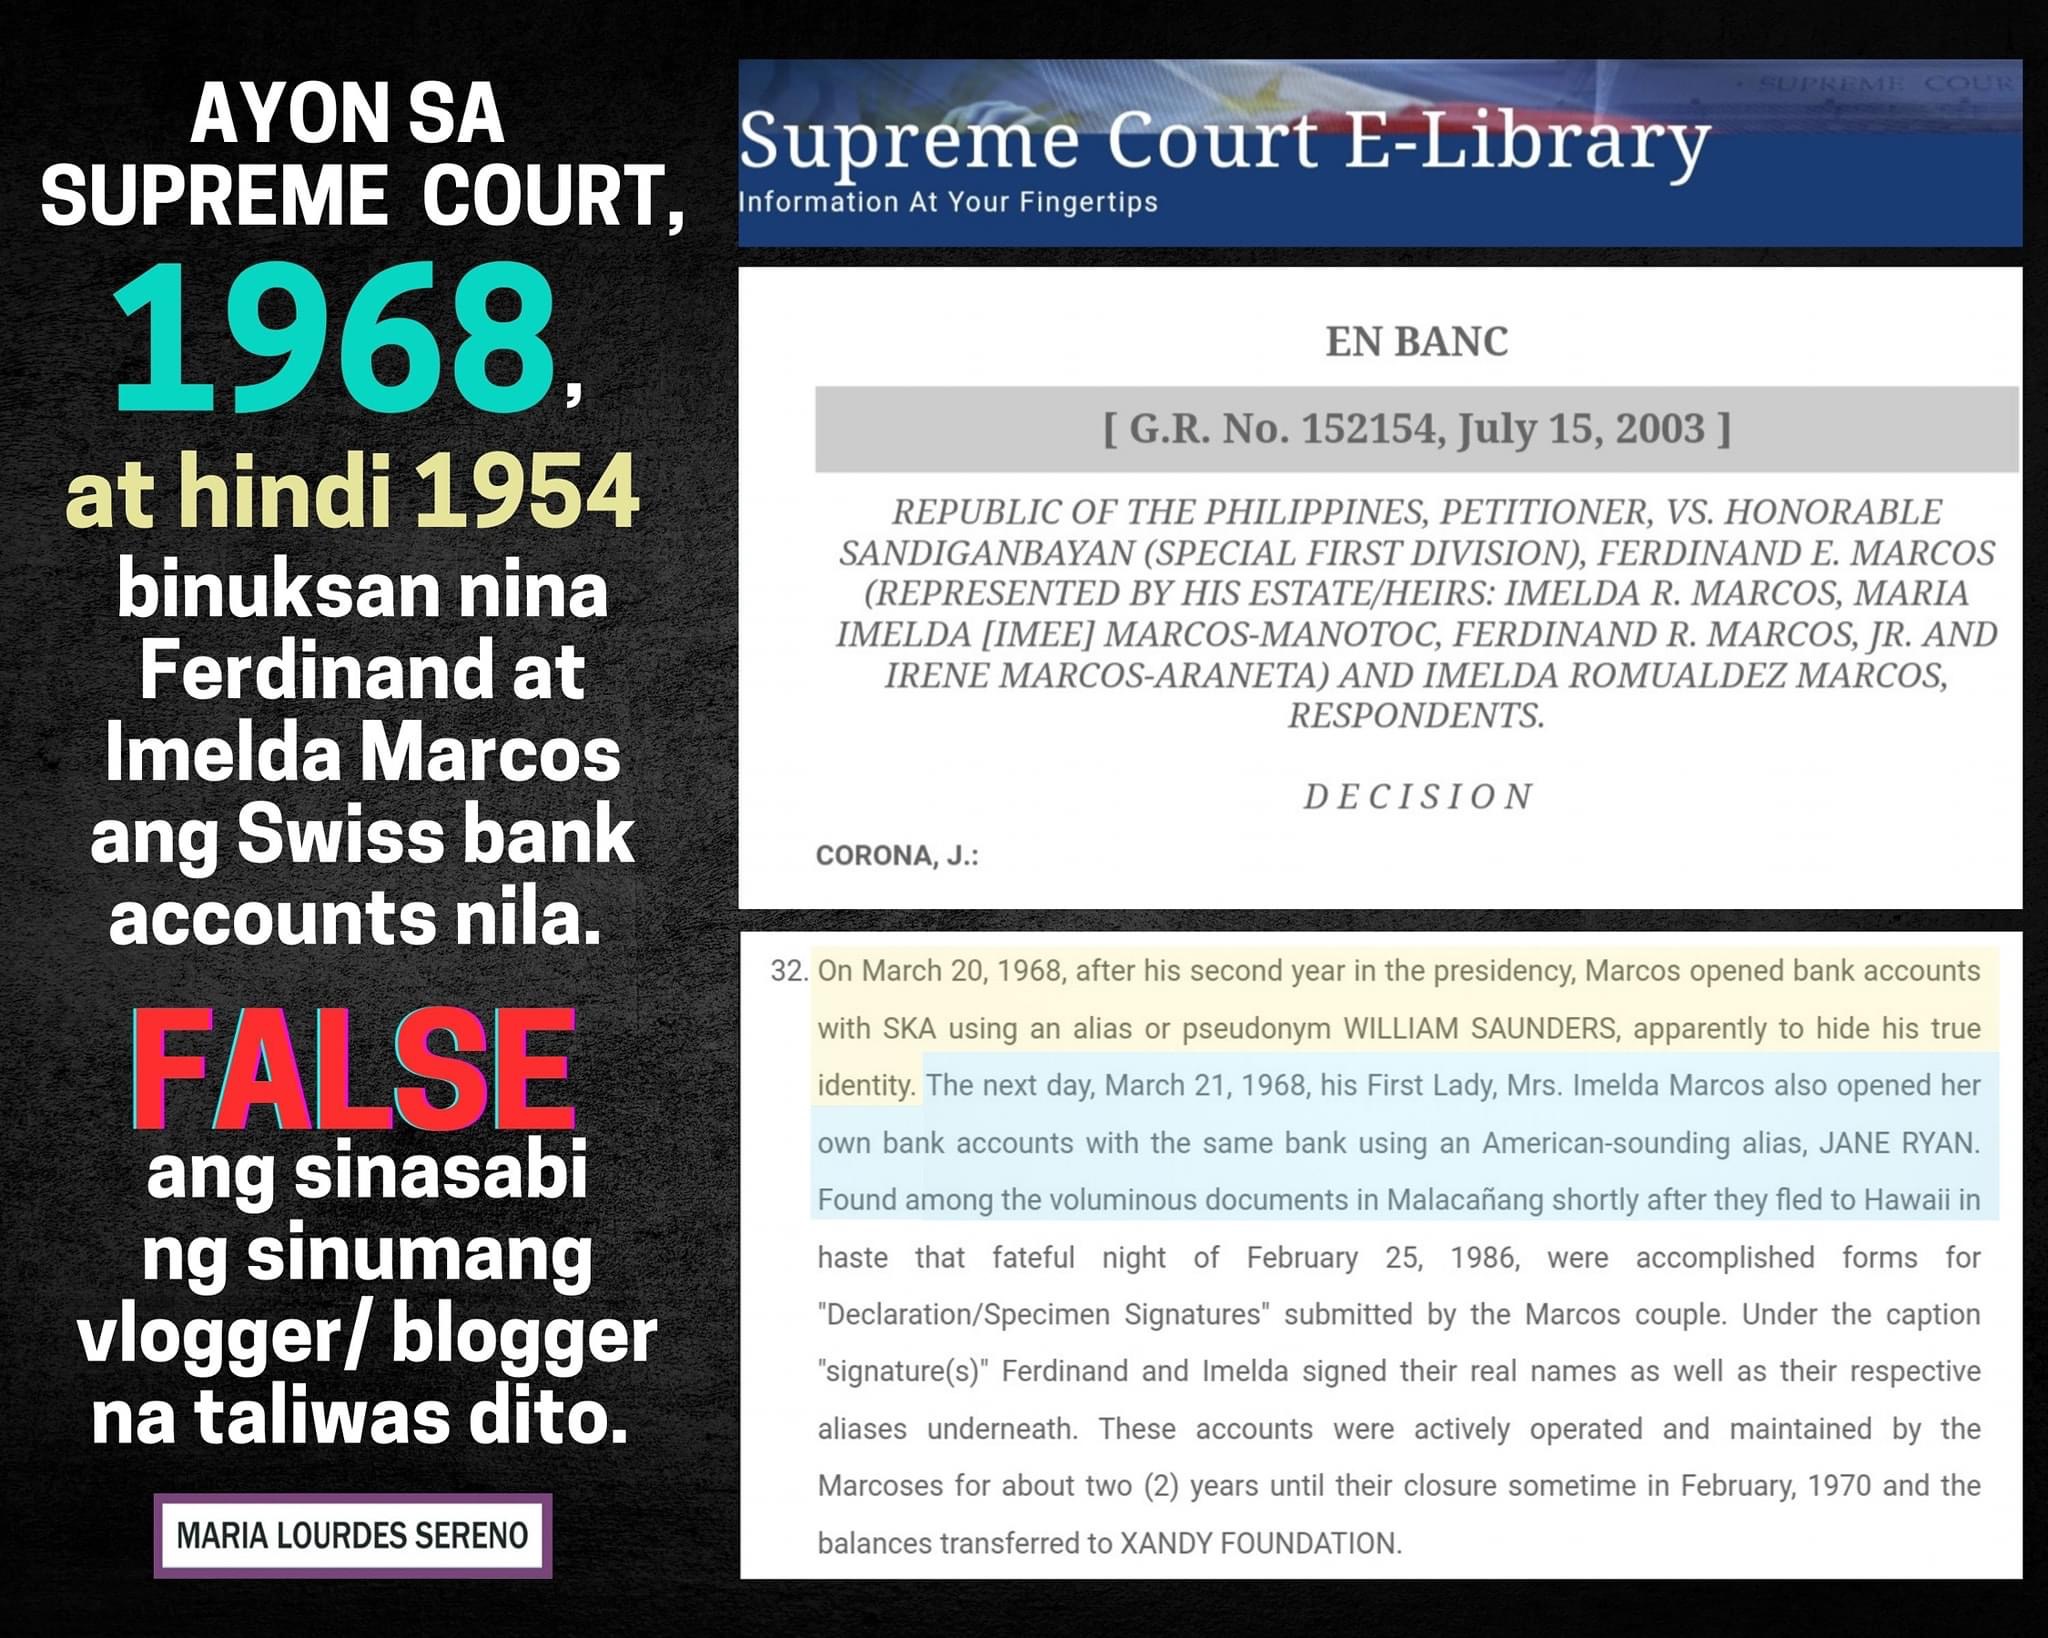 AYON SA
SUPREME COURT,
1968,
at hindi 1954
binuksan nina
Ferdinand at
Imelda Marcos
ang Swiss bank
accounts nila.
FALSE
ang sinasabi
ng sinumang
vlogger/ blogger
na taliwas dito.
MARIA LOURDES SERENO
SUPREME COUR
Supreme Court E-Library
Information At Your Fingertips
EN BANC
[ G.R. No. 152154, July 15, 2003 ]
REPUBLIC OF THE PHILIPPINES, PETITIONER, VS. HONORABLE
SANDIGANBAYAN (SPECIAL FIRST DIVISION), FERDINAND E. MARCOS
(REPRESENTED BY HIS ESTATE/HEIRS: IMELDA R. MARCOS, MARIA
IMELDA [IMEE] MARCOS-MANOTOC, FERDINAND R. MARCOS, JR. AND
IRENE MARCOS-ARANETA) AND IMELDA ROMUALDEZ MARCOS,
RESPONDENTS.
D E C I S I O N
CORONA, J.:
32. On March 20, 1968, after his second year in the presidency, Marcos opened bank accounts
with SKA using an alias or pseudonym WILLIAM SAUNDERS, apparently to hide his true
identity. The next day, March 21, 1968, his First Lady, Mrs. Imelda Marcos also opened her
own bank accounts with the same bank using an American-sounding alias, JANE RYAN.
Found among the voluminous documents in Malacañang shortly after they fled to Hawaii in
haste that fateful night of February 25, 1986, were accomplished forms for
"Declaration/Specimen Signatures" submitted by the Marcos couple. Under the caption
"signature(s)" Ferdinand and Imelda signed their real names as well as their respective
aliases underneath. These accounts were actively operated and maintained by the
Marcoses for about two (2) years until their closure sometime in February, 1970 and the
balances transferred to XANDY FOUNDATION.